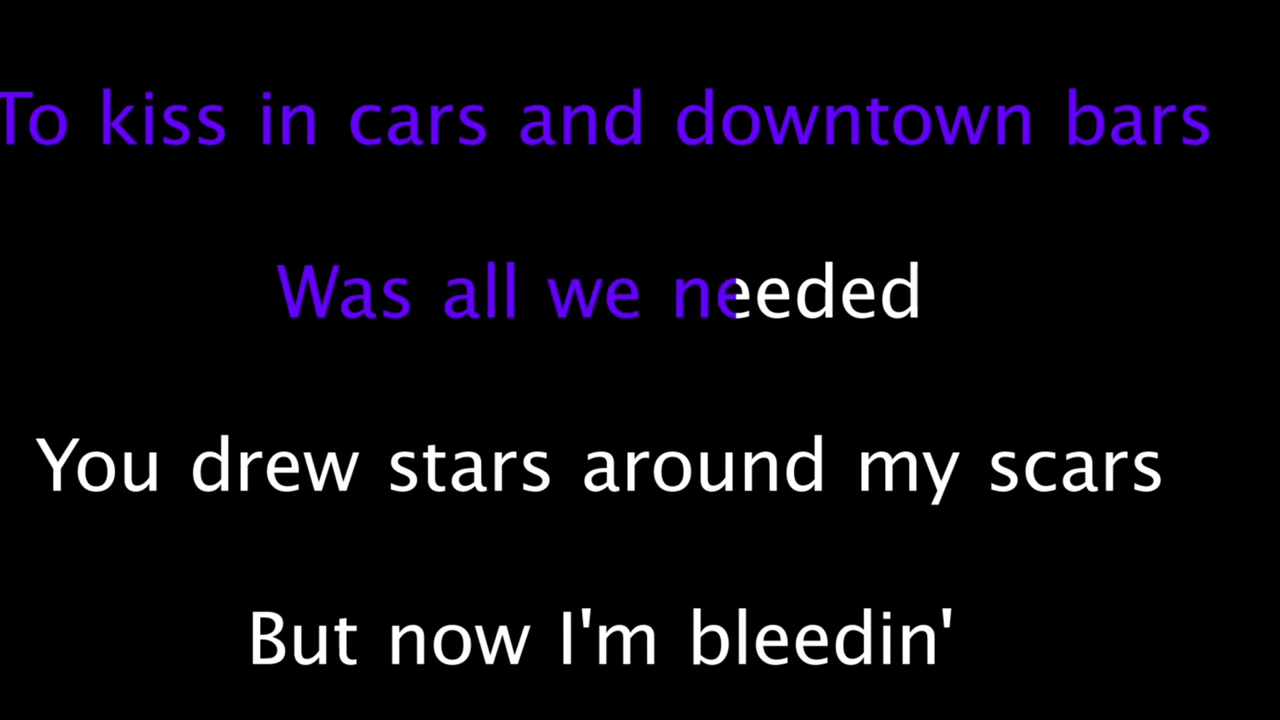 To kiss in cars and downtown bars
Was all we needed
You drew stars around my scars
But now I'm bleedin'